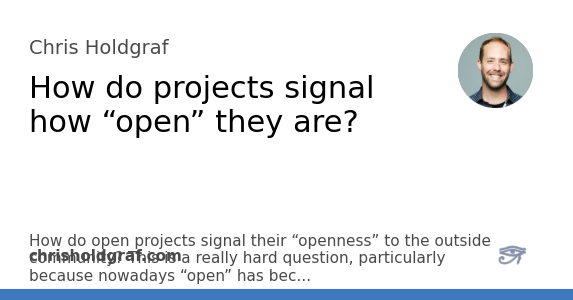 Chris Holdgraf
How do projects signal
how “open” they are?
How do open projects signal their “openness” to the outside
chrisholdgraf.com
community? This is a really hard question, particularly
because nowadays “open” has bec...